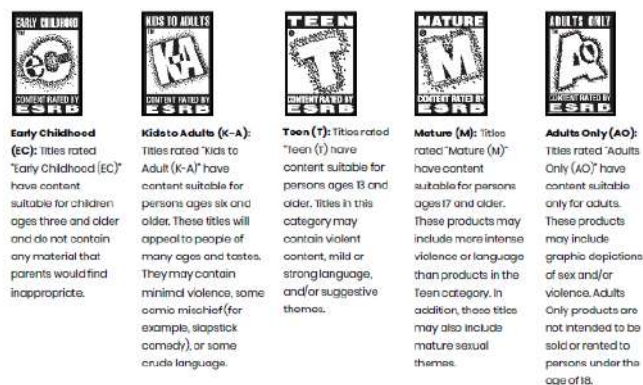 EARLY CHILDHOOD
eC
CONTENT RATED BY
ESRB
Early Childhood
(EC): Titles rated
"Early Childhood (EC)"
have content
suitable for children
ages three and older
and do not contain
any material that
parents would find
inappropriate.
KIDS TO ADULTS
K-A
CONTENT RATED BY
ESRB
Kids to Adults (K-A):
Titles rated "Kids to
Adult (K-A)" have
content suitable for
persons ages six and
older. These titles will
appeal to people of
many ages and tastes.
They may contain
minimal violence, some
comic mischief (for
example, slapstick
comedy), or some
crude language.
TEEN
T
CONTENT RATED BY
ESRB
Teen (T): Titles rated
"Teen (T) have
content suitable for
persons ages 13 and
older. Titles in this
category may
contain violent
content, mild or
strong language,
and/or suggestive
themes.
MATURE
M
CONTENT RATED BY
ESRB
Mature (M): Titles
rated "Mature (M)"
have content
suitable for persons
ages 17 and older.
These products may
include more intense
violence or language
than products in the
Teen category. In
addition, these titles
may also include
mature sexual
themes.
ADULTS ONLY
AO
CONTENT RATED BY
ESRB
Adults Only (AO):
Titles rated "Adults
Only (AO)" have
content suitable
only for adults.
These products
may include
graphic depictions
of sex and/or
violence. Adults
Only products are
not intended to be
sold or rented to
persons under the
age of 18.